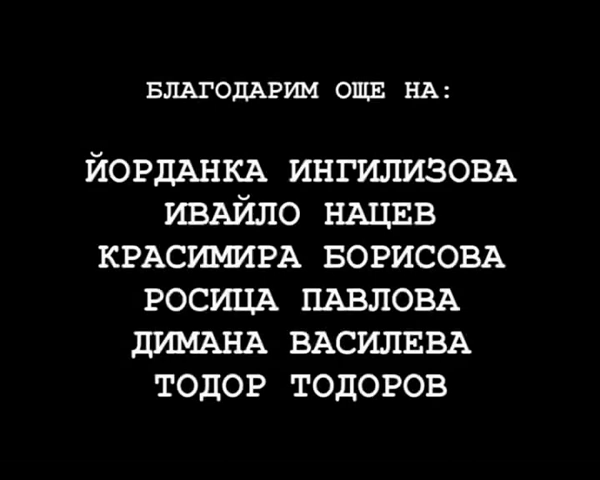 БЛАГОДАРИМ ОЩЕ НА:
ЙОРДАНКА ИНГИЛИЗОВА
ИВАЙЛО НАЦЕВ
КРАСИМИРА БОРИСОВА
РОСИЦА ПАВЛОВА
ДИМАНА ВАСИЛЕВА
ТОДОР ТОДОРОВ